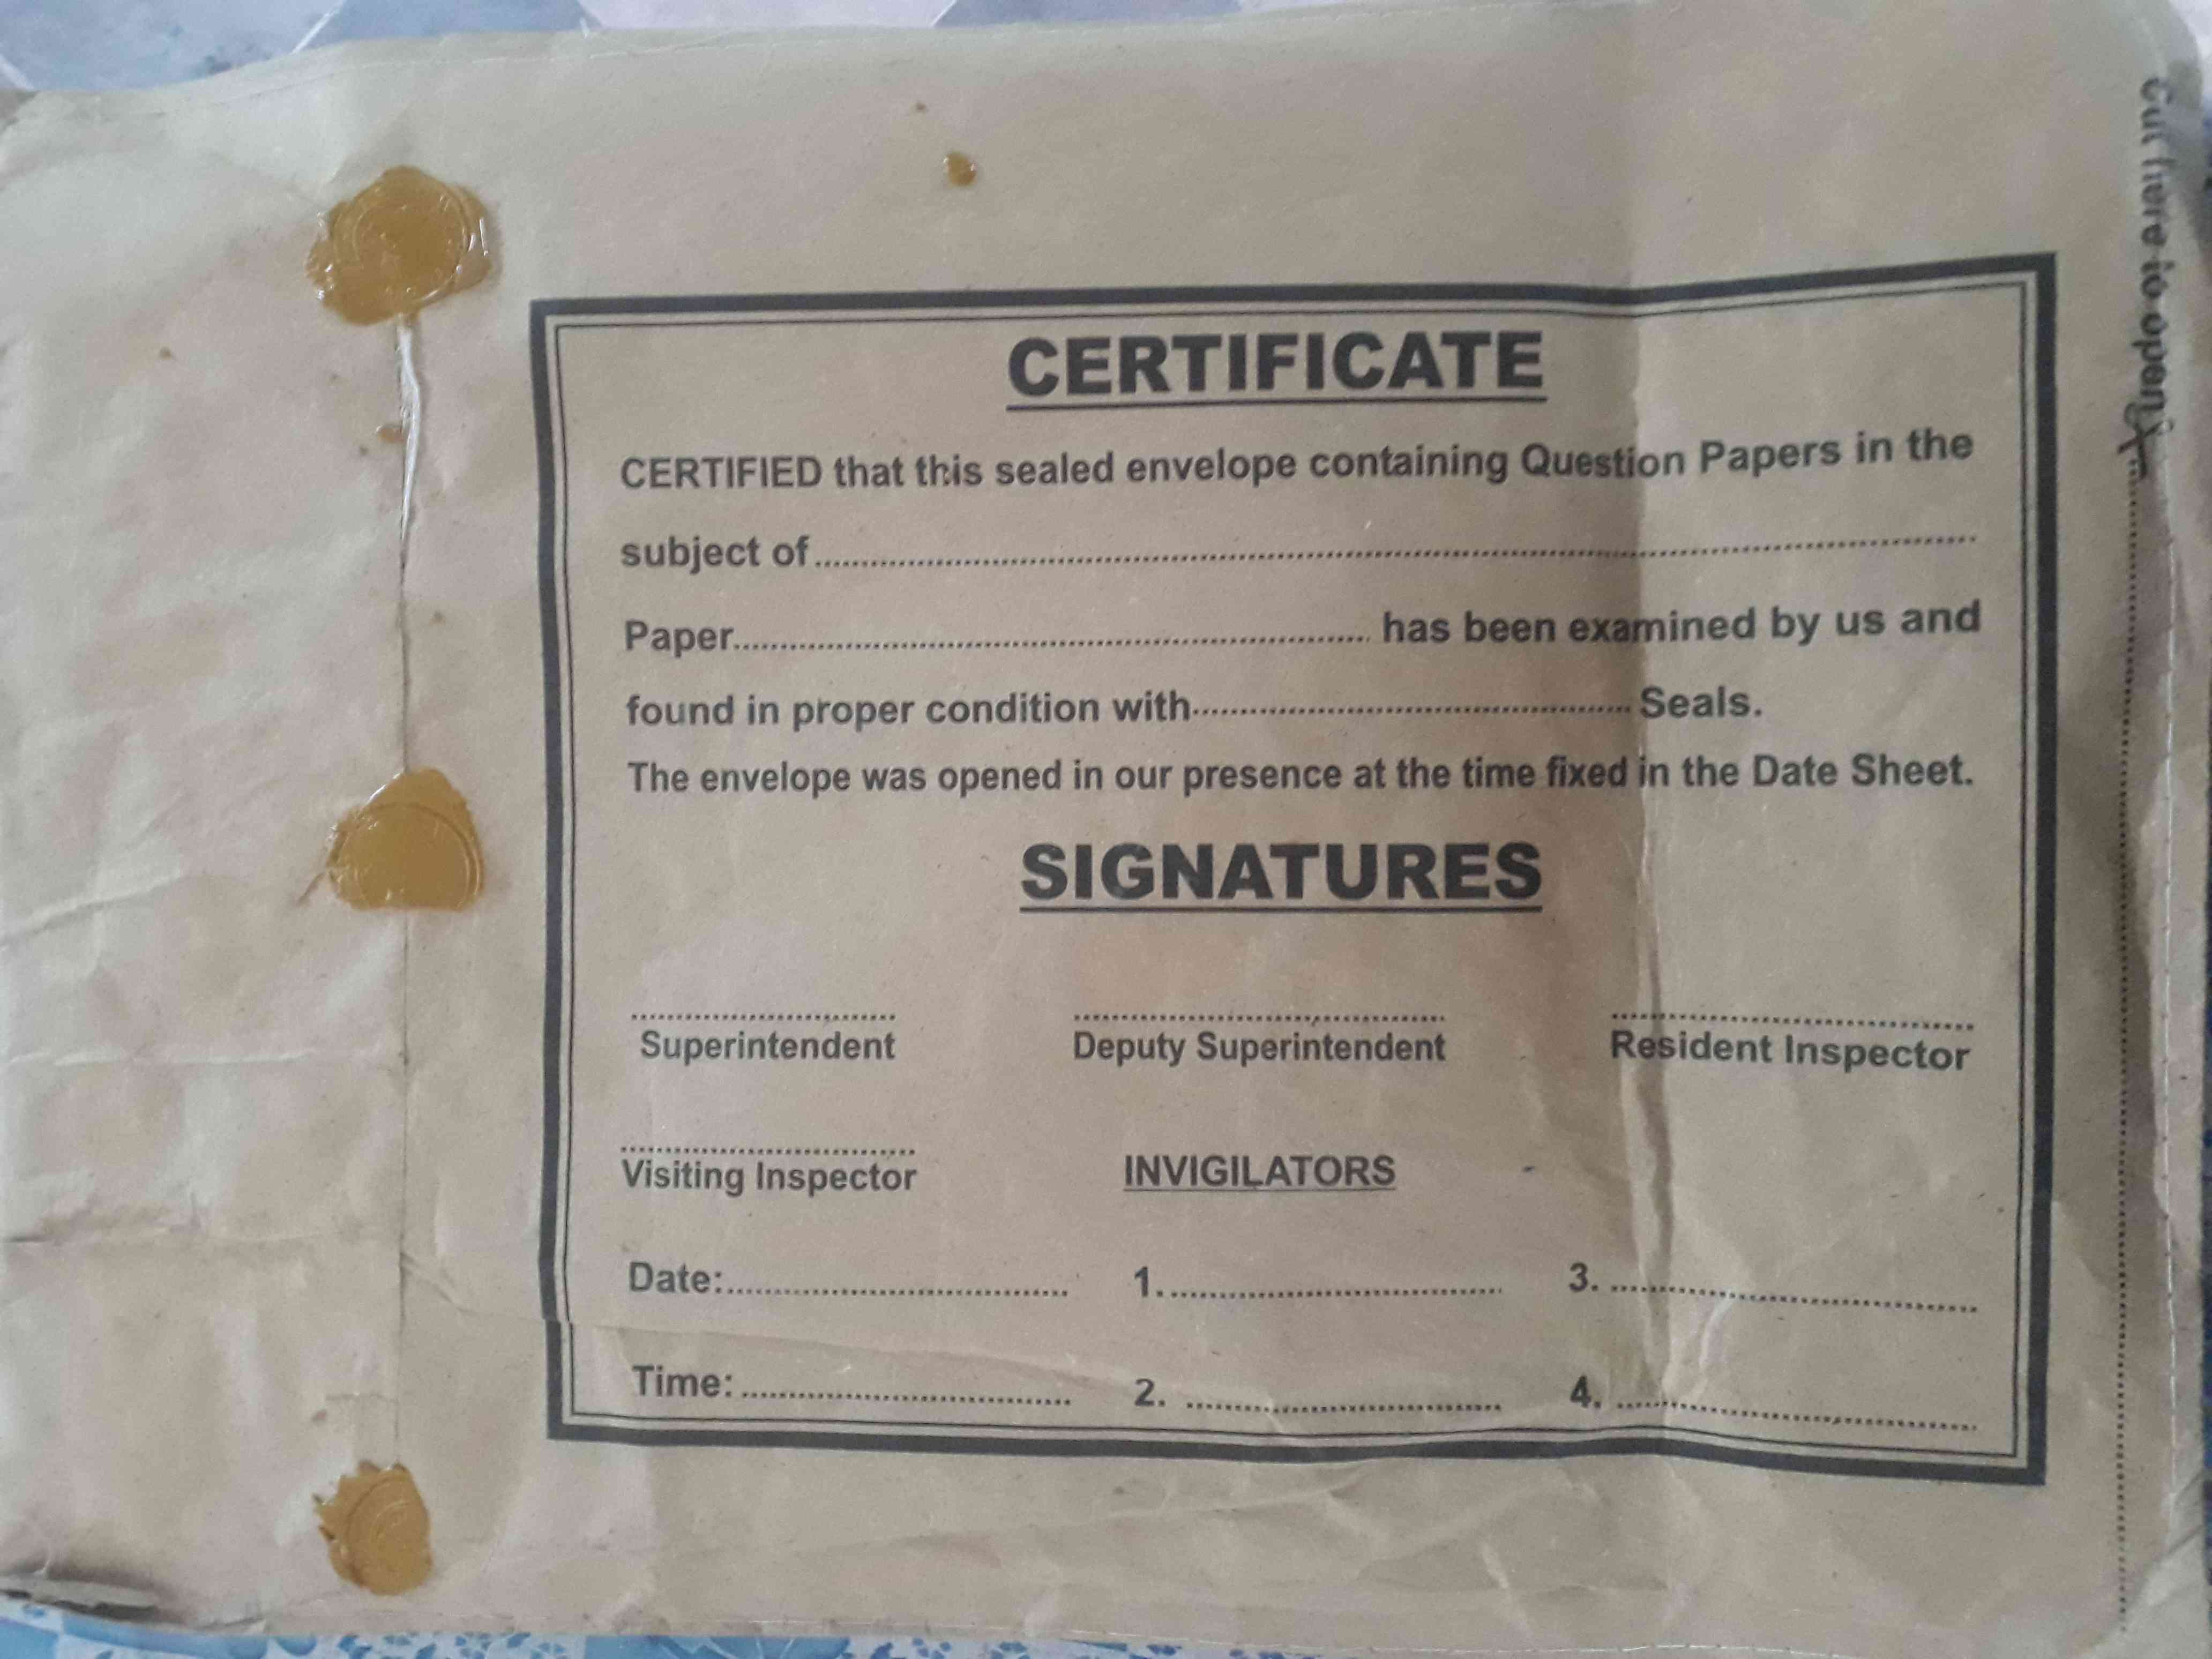 CERTIFICATE
CERTIFIED that this sealed envelope containing Question Papers in the
subject of....................................................................................................
Paper.................................................................. has been examined by us and
found in proper condition with............................................. Seals.
The envelope was opened in our presence at the time fixed in the Date Sheet.
SIGNATURES
Superintendent Deputy Superintendent Resident Inspector
Visiting Inspector INVIGILATORS
Date:................................... 1................................... 3. ......................................
Time:................................... 2. ................................. 4. ......................................
Cut here to open